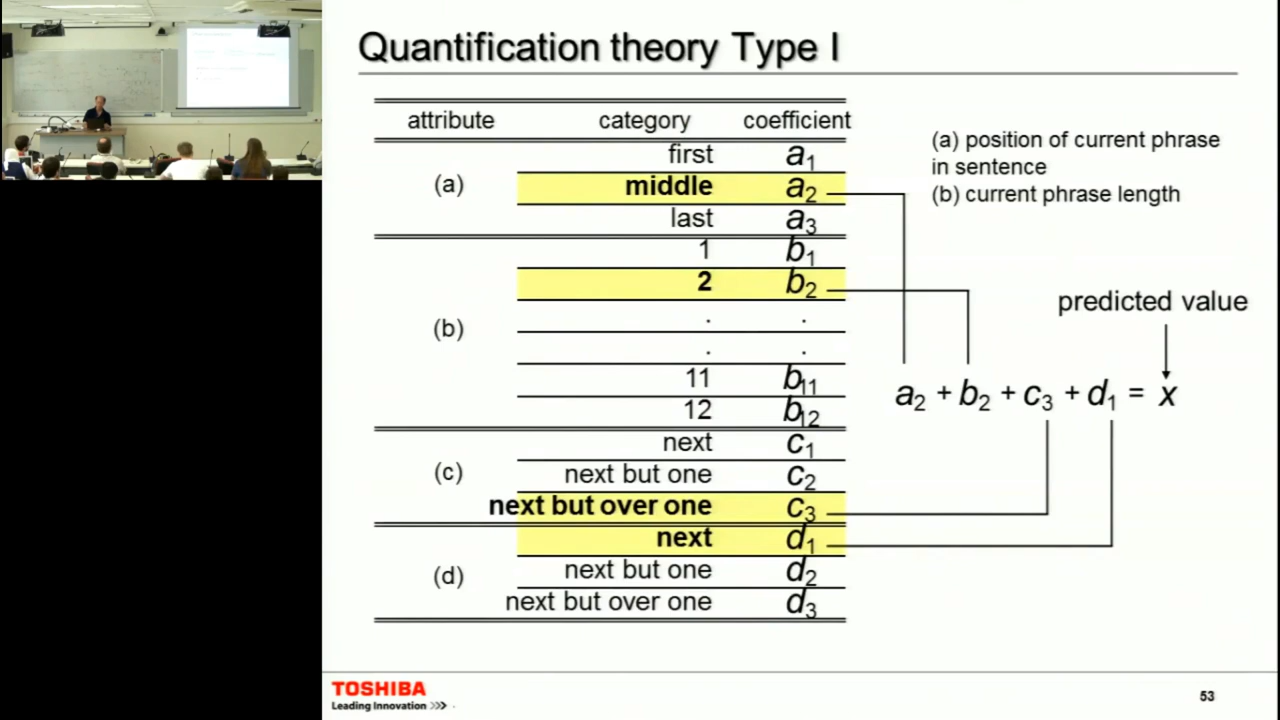 Quantification theory Type I
attribute category coefficient
(a)
first a1
middle a2
last a3
(b)
1 b1
2 b2
. .
. .
11 b11
12 b12
(c)
next c1
next but one c2
next but over one c3
(d)
next d1
next but one d2
next but over one d3
(a) position of current phrase
in sentence
(b) current phrase length
predicted value
a2 + b2 + c3 + d1 = x
TOSHIBA
Leading Innovation >>>
53